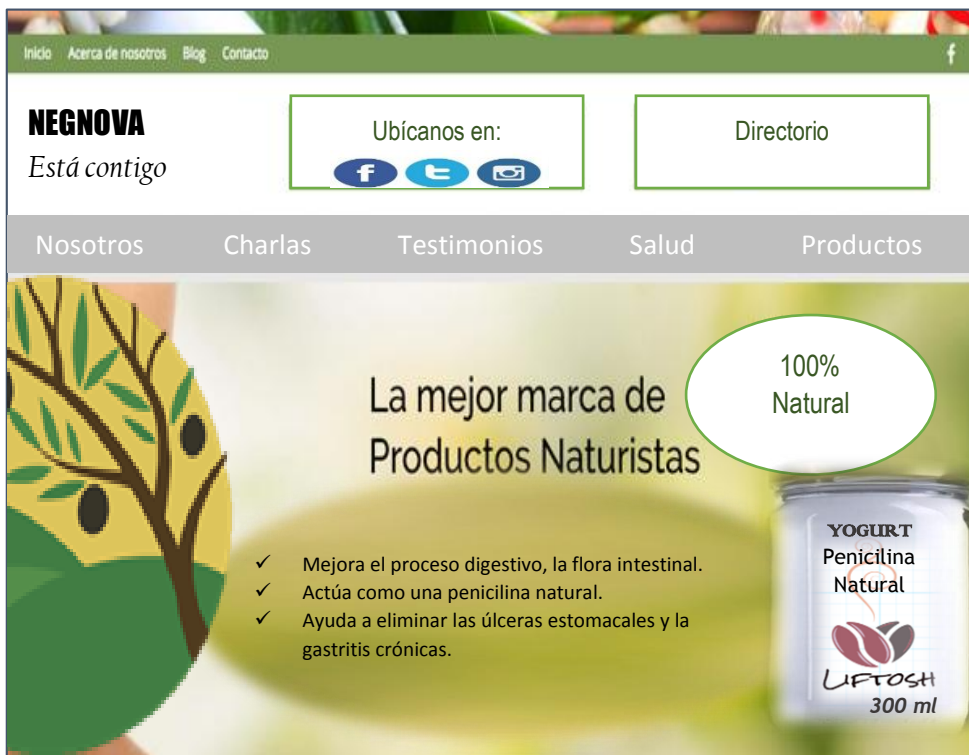 Inicio Acerca de nosotros Blog Contacto
NEGNOVA
Está contigo
Ubícanos en:
Directorio
Nosotros Charlas Testimonios Salud Productos
100%
Natural
La mejor marca de
Productos Naturistas
✓ Mejora el proceso digestivo, la flora intestinal.
✓ Actúa como una penicilina natural.
✓ Ayuda a eliminar las úlceras estomacales y la
gastritis crónicas.
YOGURT
Penicilina
Natural
LIFTOSH
300 ml